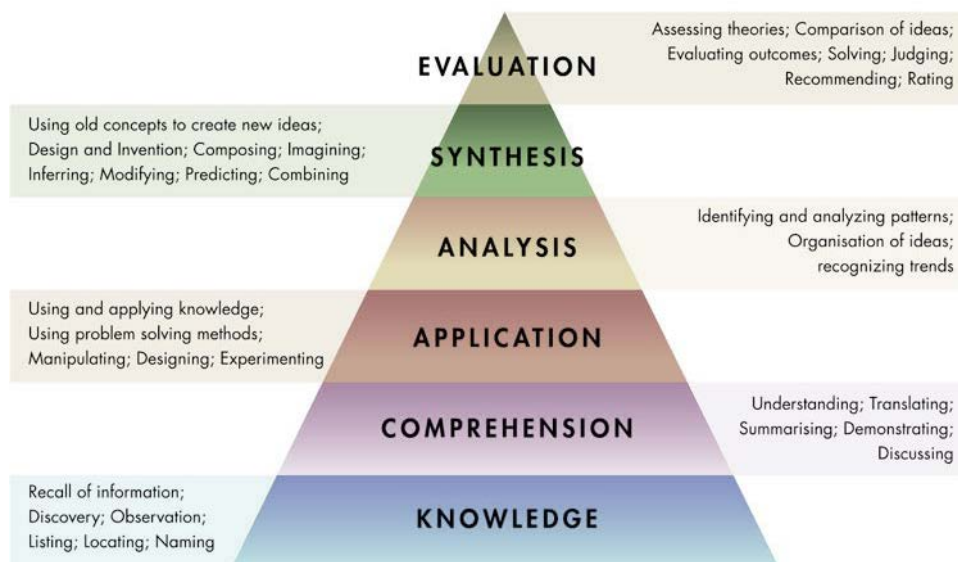 EVALUATION
Assessing theories; Comparison of ideas;
Evaluating outcomes; Solving; Judging;
Recommending; Rating
Using old concepts to create new ideas;
Design and Invention; Composing; Imagining;
Inferring; Modifying; Predicting; Combining
SYNTHESIS
ANALYSIS
Identifying and analyzing patterns;
Organisation of ideas;
recognizing trends
Using and applying knowledge;
Using problem solving methods;
Manipulating; Designing; Experimenting
APPLICATION
COMPREHENSION
Understanding; Translating;
Summarising; Demonstrating;
Discussing
Recall of information;
Discovery; Observation;
Listing; Locating; Naming
KNOWLEDGE